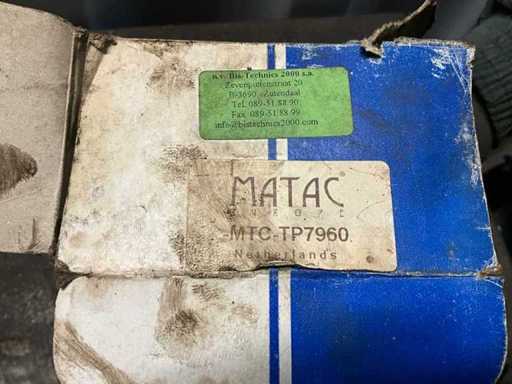 n.v. Bis-Technics 2000 s.a.
Zevenputtenstraat 20
B-3690 Zutendaal
Tel. 089-51 88 90
Fax. 089-51 88 99
info@bistechnics2000.com
MATAC
EUROPE
MTC-TP7960
Netherlands